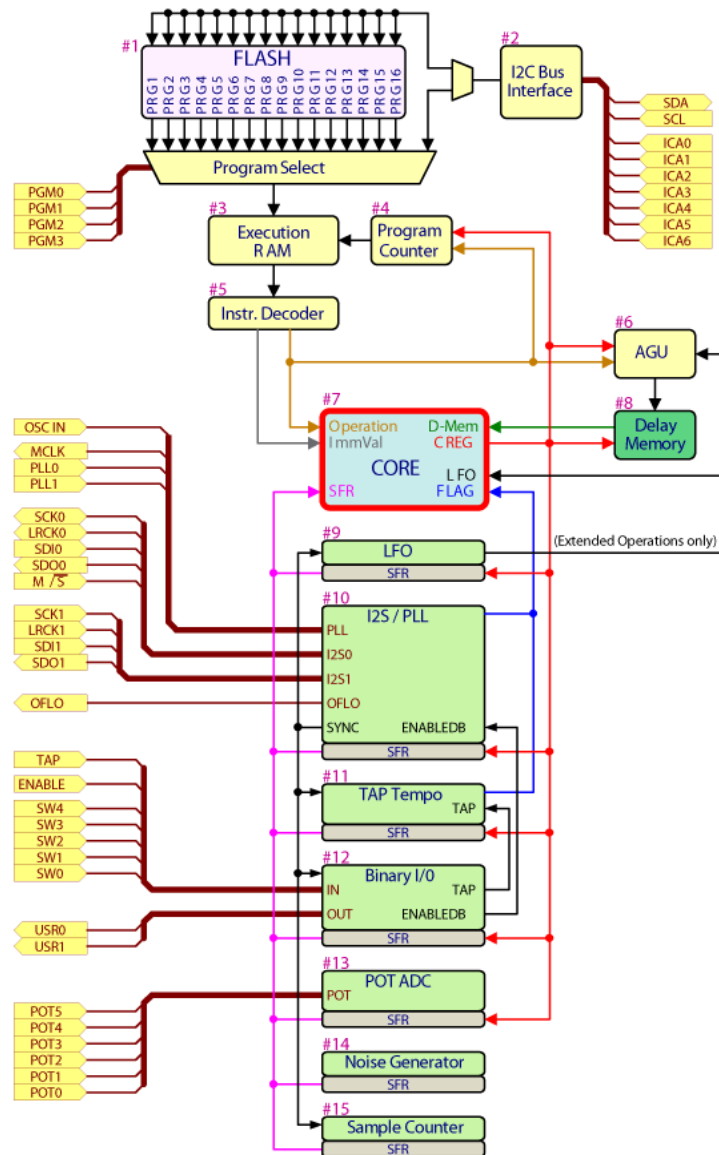 #1
FLASH
PRG1
PRG2
PRG3
PRG4
PRG5
PRG6
PRG7
PRG8
PRG9
PRG10
PRG11
PRG12
PRG13
PRG14
PRG15
PRG16
#2
I2C Bus
Interface
SDA
SCL
ICA0
ICA1
ICA2
ICA3
ICA4
ICA5
ICA6
Program Select
PGM0
PGM1
PGM2
PGM3
#3
Execution
RAM
#4
Program
Counter
#5
Instr. Decoder
#6
AGU
#7
Operation
ImmVal
D-Mem
CREG
CORE
LFO
SFR
FLAG
#8
Delay
Memory
OSC IN
MCLK
PLL0
PLL1
SCK0
LRCK0
SDI0
SDO0
M / S
SCK1
LRCK1
SDI1
SDO1
OFLO
#9
LFO
SFR
(Extended Operations only)
#10
I2S / PLL
PLL
I2S0
I2S1
OFLO
SYNC
ENABLEDB
SFR
#11
TAP Tempo
TAP
SFR
TAP
ENABLE
SW4
SW3
SW2
SW1
SW0
#12
Binary I/0
IN
TAP
OUT
ENABLEDB
SFR
USR0
USR1
#13
POT ADC
POT
SFR
POT5
POT4
POT3
POT2
POT1
POT0
#14
Noise Generator
SFR
#15
Sample Counter
SFR